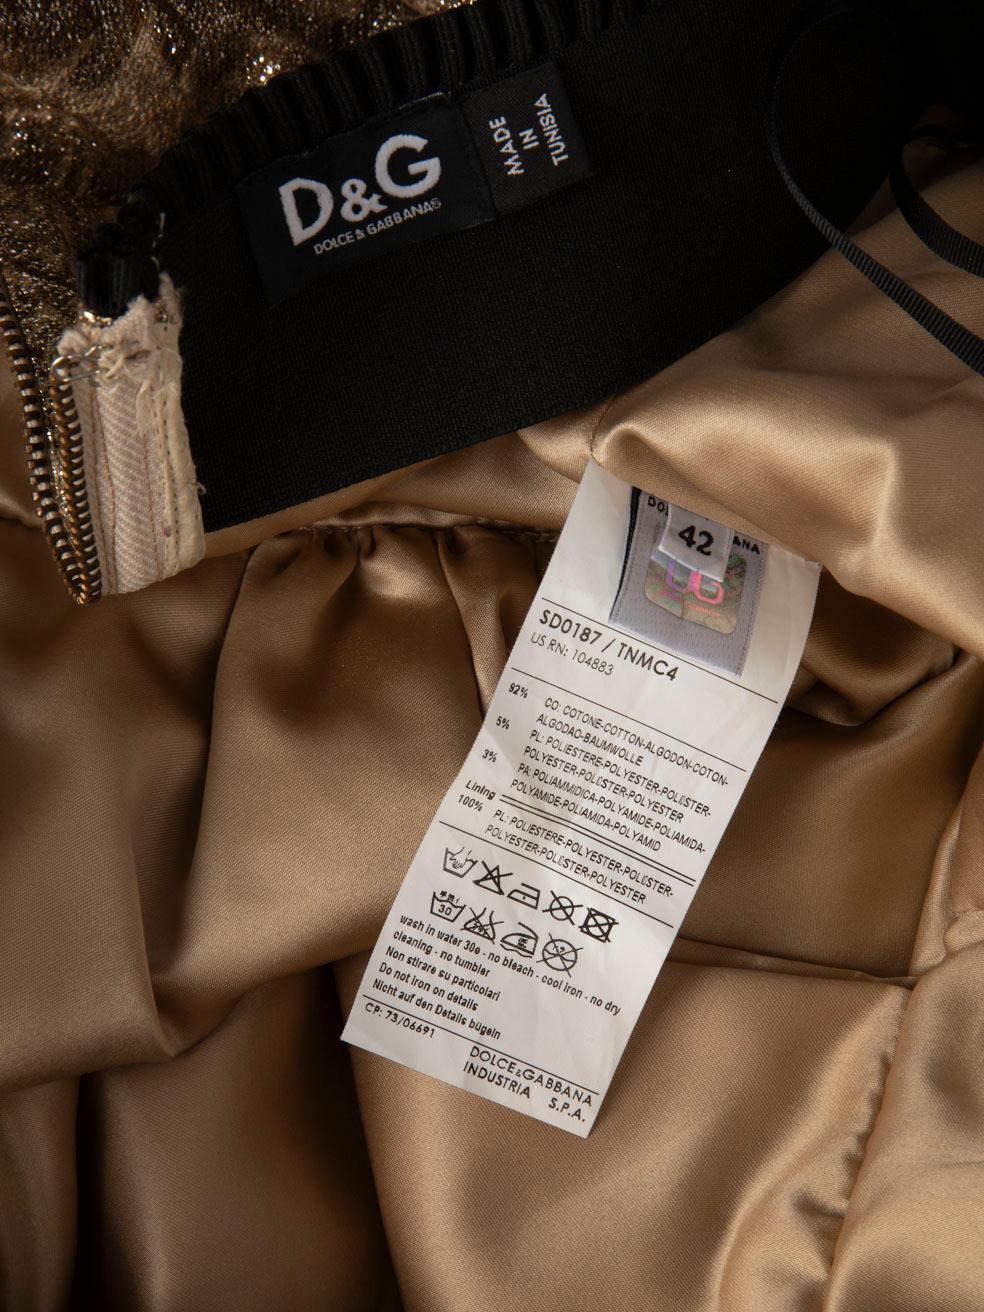 D&G
DOLCE & GABBANA
MADE
IN
TUNISIA
42
ANA
SD0187 / TNMC4
US RN: 104883
92% CO: COTONE-COTTON-ALGODON-COTON-
ALGODAO-BAUMWOLLE
5% PL: POLIESTERE-POLYESTER-POLIESTER-
POLYESTER-POLIESTER-POLYESTER
3% PA: POLIAMMIDICA-POLYAMIDE-POLIAMIDA-
POLYAMIDE-POLIAMIDA-POLYAMID
Lining
100% PL: POLIESTERE-POLYESTER-POLIESTER-
POLYESTER-POLIESTER-POLYESTER
30
wash in water 30e - no bleach - cool iron - no dry
cleaning - no tumbler
Non stirare su particolari
Do not iron on details
Nicht auf den Details bügeln
CP: 73/06691
DOLCE&GABBANA
INDUSTRIA S.P.A.